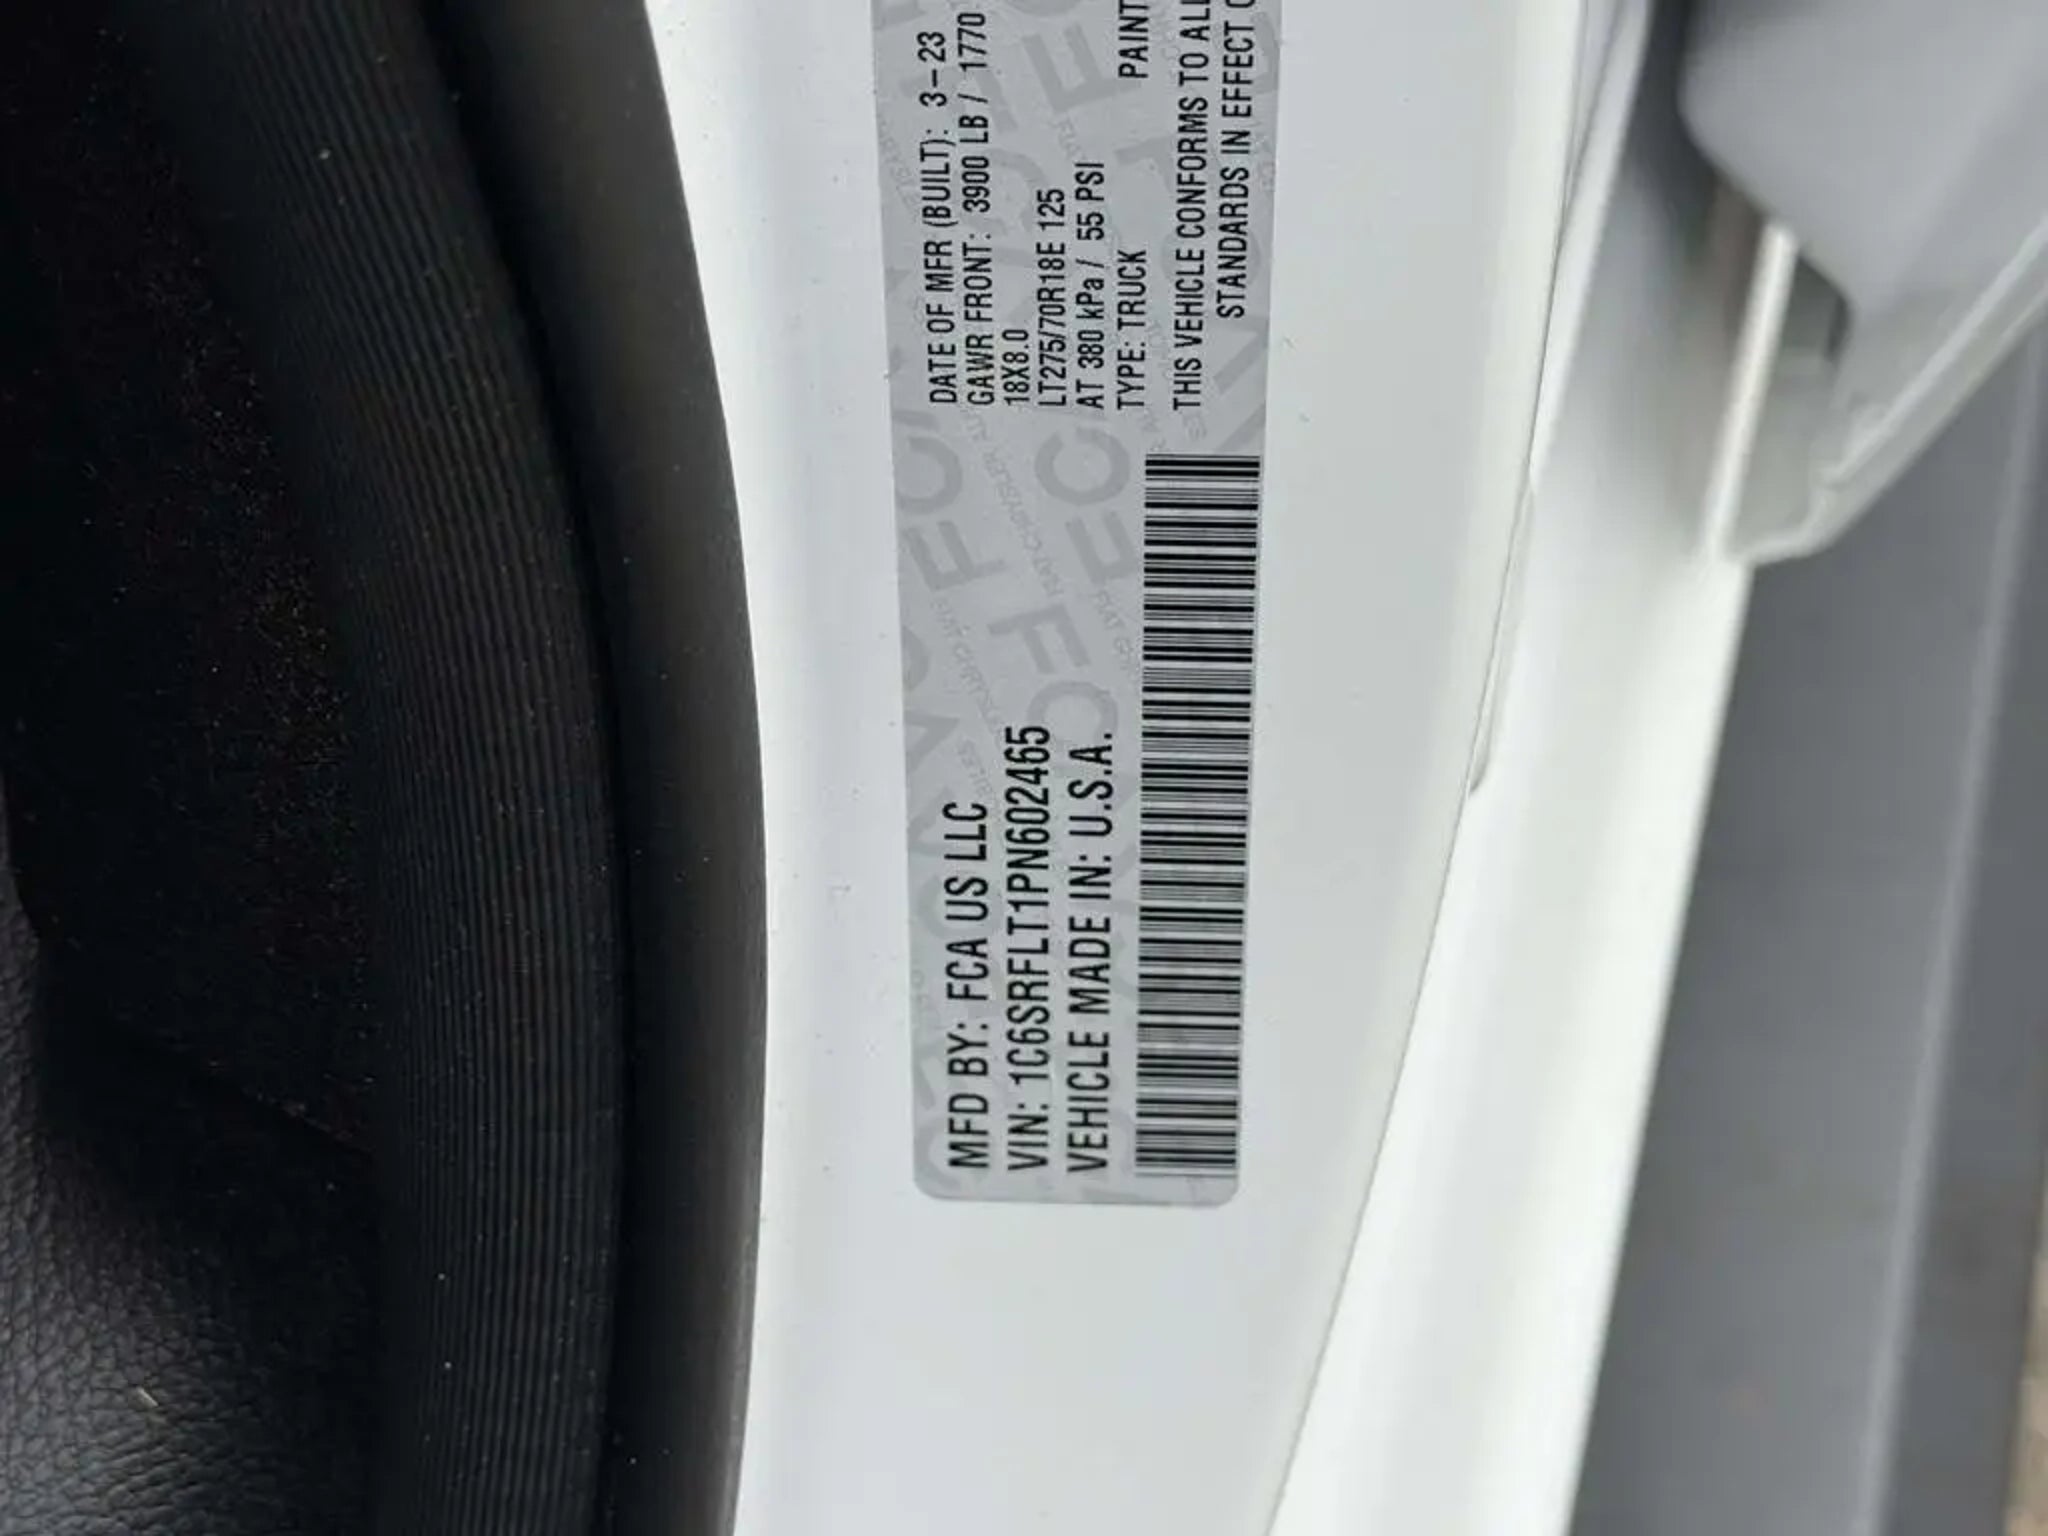 MFD BY: FCA US LLC
VIN: 1C6SRFLT1PN602465
VEHICLE MADE IN: U.S.A.
DATE OF MFR (BUILT): 3-23
GAWR FRONT: 3900 LB / 1770
18X8.0
LT275/70R18E 125
AT 380 kPa / 55 PSI
TYPE: TRUCK PAINT
THIS VEHICLE CONFORMS TO ALL
STANDARDS IN EFFECT